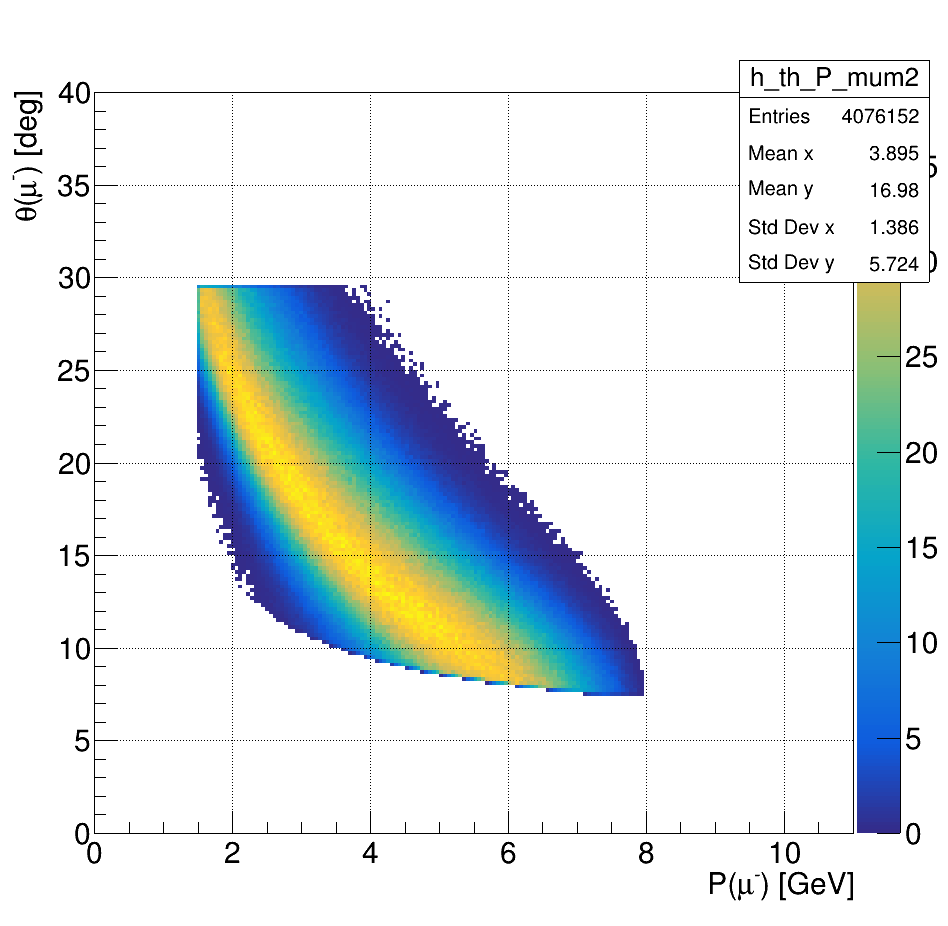 h_th_P_mum2
Entries 4076152
Mean x 3.895
Mean y 16.98
Std Dev x 1.386
Std Dev y 5.724
θ(μ-) [deg]
40
35
30
25
20
15
10
5
0
0 2 4 6 8 10
P(μ-) [GeV]
25
20
15
10
5
0